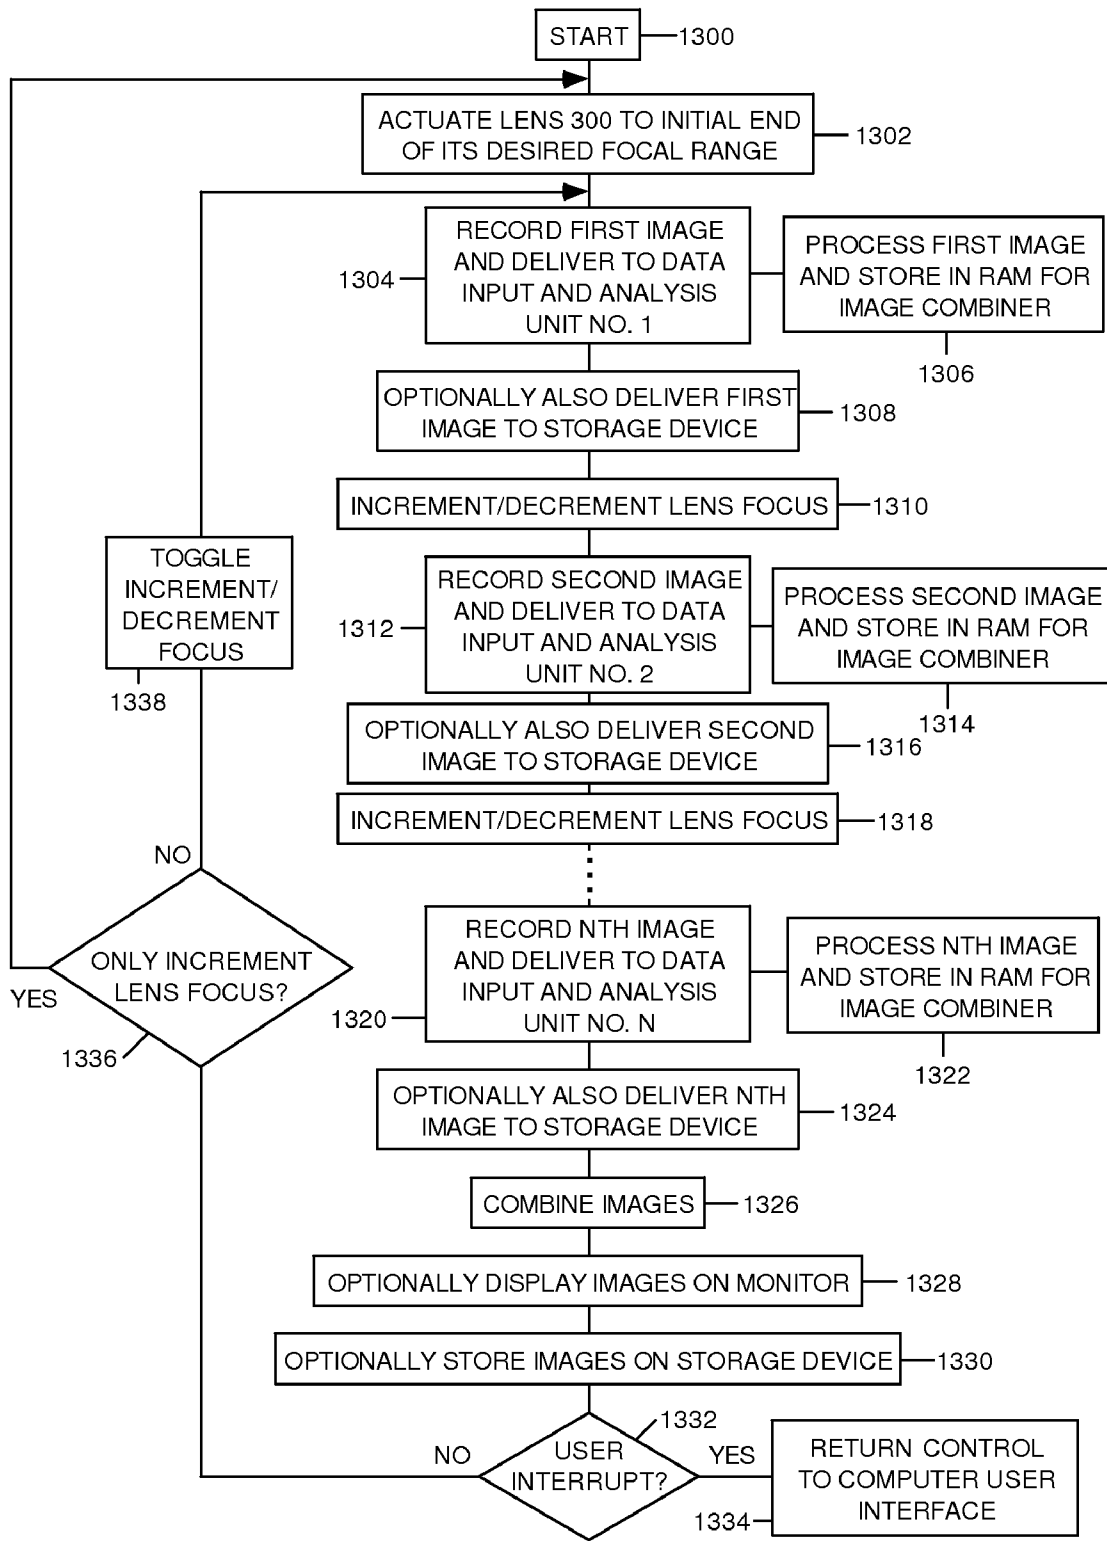 START
1300
ACTUATE LENS 300 TO INITIAL END
OF ITS DESIRED FOCAL RANGE
1302
RECORD FIRST IMAGE
AND DELIVER TO DATA
INPUT AND ANALYSIS
UNIT NO. 1
1304
PROCESS FIRST IMAGE
AND STORE IN RAM FOR
IMAGE COMBINER
1306
OPTIONALLY ALSO DELIVER FIRST
IMAGE TO STORAGE DEVICE
1308
INCREMENT/DECREMENT LENS FOCUS
1310
TOGGLE
INCREMENT/
DECREMENT
FOCUS
1338
RECORD SECOND IMAGE
AND DELIVER TO DATA
INPUT AND ANALYSIS
UNIT NO. 2
1312
PROCESS SECOND IMAGE
AND STORE IN RAM FOR
IMAGE COMBINER
1314
OPTIONALLY ALSO DELIVER SECOND
IMAGE TO STORAGE DEVICE
1316
INCREMENT/DECREMENT LENS FOCUS
1318
NO
ONLY INCREMENT
LENS FOCUS?
YES
1336
RECORD NTH IMAGE
AND DELIVER TO DATA
INPUT AND ANALYSIS
UNIT NO. N
1320
PROCESS NTH IMAGE
AND STORE IN RAM FOR
IMAGE COMBINER
1322
OPTIONALLY ALSO DELIVER NTH
IMAGE TO STORAGE DEVICE
1324
COMBINE IMAGES
1326
OPTIONALLY DISPLAY IMAGES ON MONITOR
1328
OPTIONALLY STORE IMAGES ON STORAGE DEVICE
1330
1332
NO
USER
INTERRUPT?
YES
RETURN CONTROL
TO COMPUTER USER
INTERFACE
1334